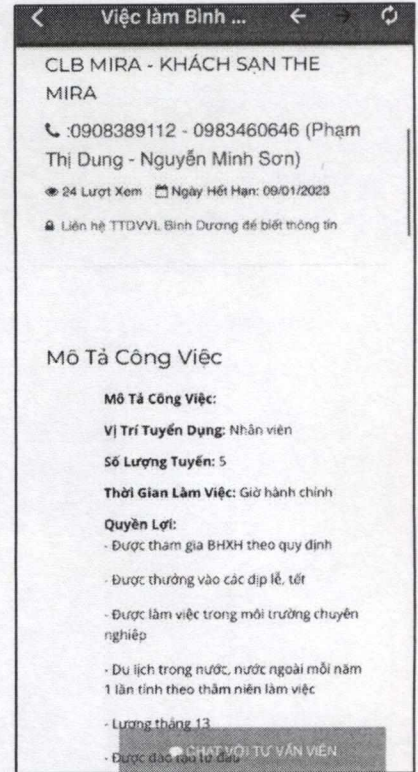 Việc làm Bình ...
CLB MIRA - KHÁCH SẠN THE
MIRA
:0908389112 - 0983460646 (Phạm
Thị Dung - Nguyễn Minh Sơn)
24 Lượt Xem Ngày Hết Hạn: 09/01/2023
Liên hệ TTDVVL Bình Dương để biết thông tin
Mô Tả Công Việc
Mô Tả Công Việc:
Vị Trí Tuyển Dụng: Nhân viên
Số Lượng Tuyển: 5
Thời Gian Làm Việc: Giờ hành chính
Quyền Lợi:
- Được tham gia BHXH theo quy định
- Được thưởng vào các dịp lễ, tết
- Được làm việc trong môi trường chuyên
nghiệp
- Du lịch trong nước, nước ngoài mỗi năm
1 lần tính theo thâm niên làm việc
- Lương tháng 13
CHAT VỚI TƯ VẤN VIÊN
- Được đào tạo từ đầu